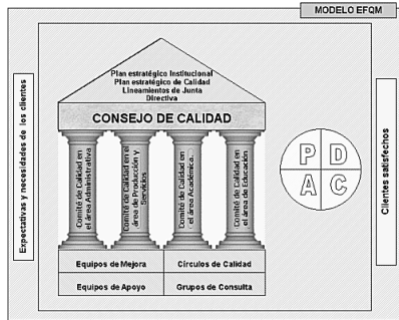 MODELO EFQM
Expectativas y necesidades de los clientes
Plan estratégico Institucional
Plan estratégico de Calidad
Lineamientos de Junta
Directiva
CONSEJO DE CALIDAD
Comité de Calidad en
el área Administrativa
Comité de Calidad en el
área de Producción y
Servicios
Comité de Calidad en
el área Académica.
Comité de Calidad en
el área de Educación
Equipos de Mejora
Círculos de Calidad
Equipos de Apoyo
Grupos de Consulta
P D
A C
Clientes satisfechos